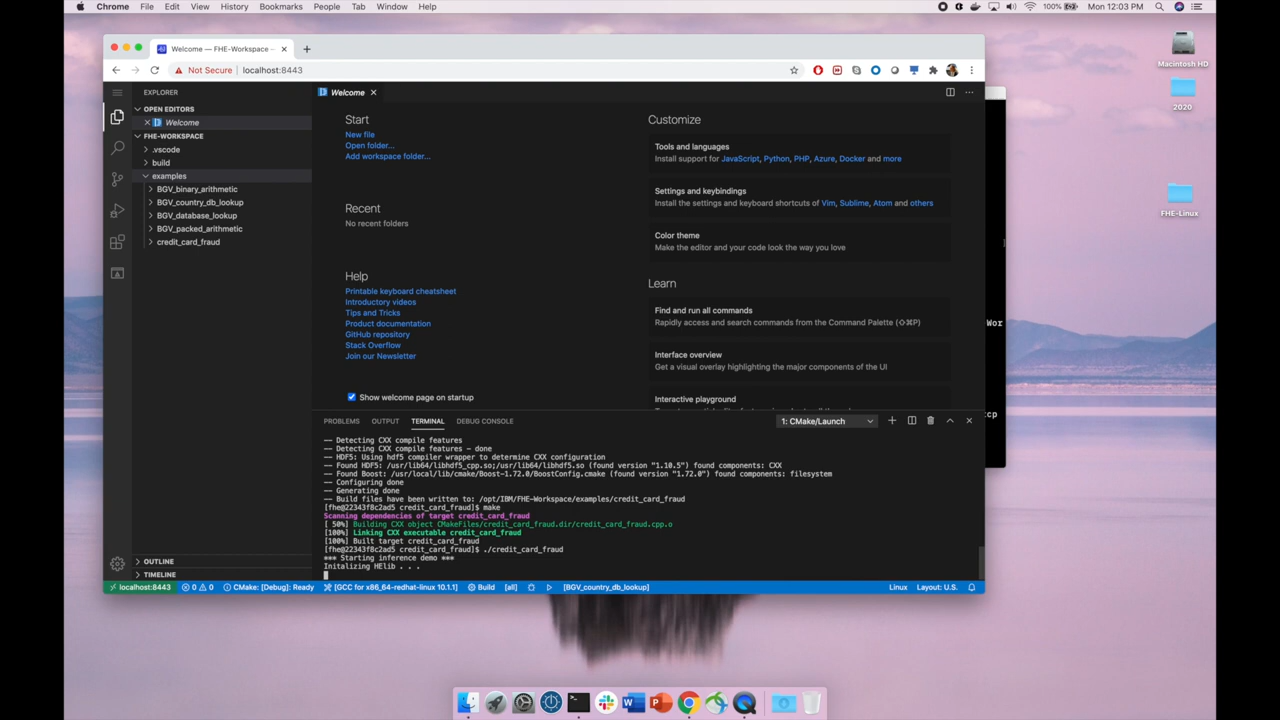 Chrome File Edit View History Bookmarks People Tab Window Help
100% Mon 12:03 PM
Macintosh HD
2020
FHE-Linux
Welcome — FHE-Workspace –
Not Secure localhost:8443
EXPLORER
OPEN EDITORS
Welcome
FHE-WORKSPACE
.vscode
build
examples
BGV_binary_arithmetic
BGV_country_db_lookup
BGV_database_lookup
BGV_packed_arithmetic
credit_card_fraud
OUTLINE
TIMELINE
Welcome
Start
New file
Open folder...
Add workspace folder...
Recent
No recent folders
Help
Printable keyboard cheatsheet
Introductory videos
Tips and Tricks
Product documentation
GitHub repository
Stack Overflow
Join our Newsletter
Show welcome page on startup
Customize
Tools and languages
Install support for JavaScript, Python, PHP, Azure, Docker and more
Settings and keybindings
Install the settings and keyboard shortcuts of Vim, Sublime, Atom and others
Color theme
Make the editor and your code look the way you love
Learn
Find and run all commands
Rapidly access and search commands from the Command Palette (⇧⌘P)
Interface overview
Get a visual overlay highlighting the major components of the UI
Interactive playground
Wor
tcp
PROBLEMS OUTPUT TERMINAL DEBUG CONSOLE
1: CMake/Launch
-- Detecting CXX compile features
-- Detecting CXX compile features - done
-- HDF5: Using hdf5 compiler wrapper to determine CXX configuration
-- Found HDF5: /usr/lib64/libhdf5_cpp.so;/usr/lib64/libhdf5.so (found version "1.10.5") found components: CXX
-- Found Boost: /usr/local/lib/cmake/Boost-1.72.0/BoostConfig.cmake (found version "1.72.0") found components: filesystem
-- Configuring done
-- Generating done
-- Build files have been written to: /opt/IBM/FHE-Workspace/examples/credit_card_fraud
[fhe@22343f8c2ad5 credit_card_fraud]$ make
Scanning dependencies of target credit_card_fraud
[ 50%] Building CXX object CMakeFiles/credit_card_fraud.dir/credit_card_fraud.cpp.o
[100%] Linking CXX executable credit_card_fraud
[100%] Built target credit_card_fraud
[fhe@22343f8c2ad5 credit_card_fraud]$ ./credit_card_fraud
*** Starting inference demo ***
Initalizing HElib . . .
localhost:8443 0 0 CMake: [Debug]: Ready [GCC for x86_64-redhat-linux 10.1.1] Build [all] [BGV_country_db_lookup] Linux Layout: U.S.